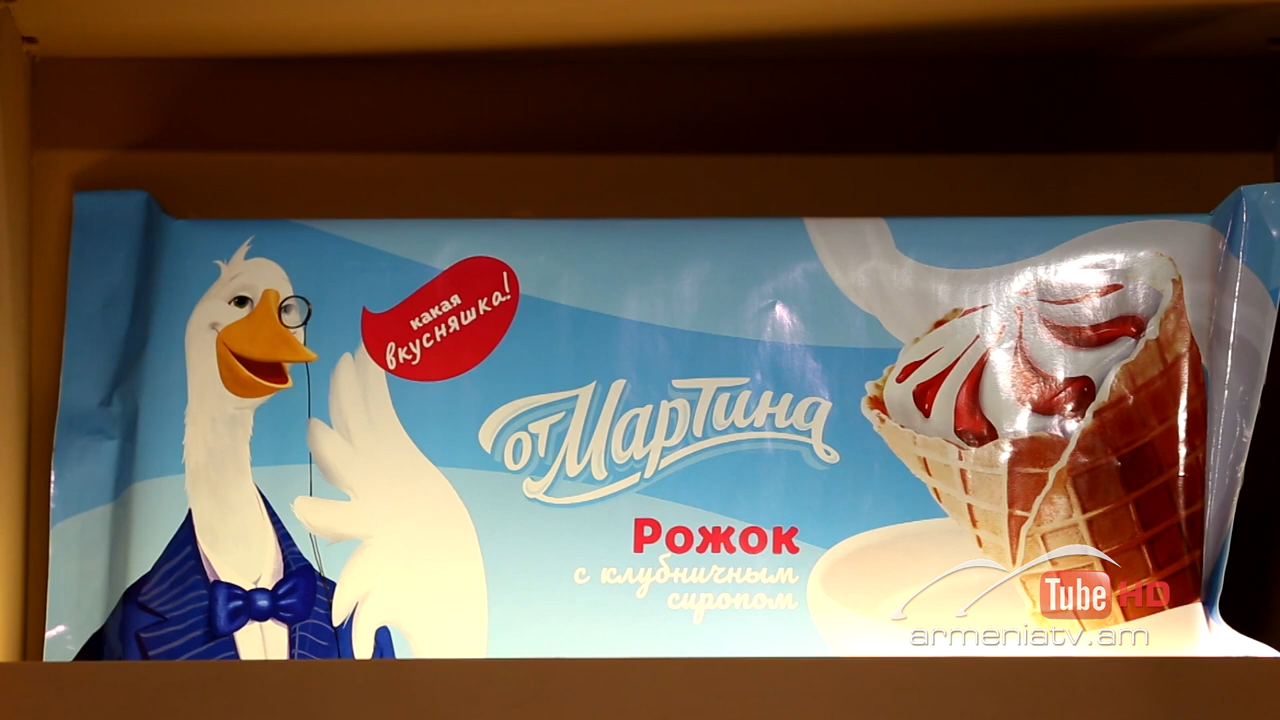 какая
вкусняшка!
от Мартина
Рожок
с клубничным
сиропом
Tube HD
armeniatv.am